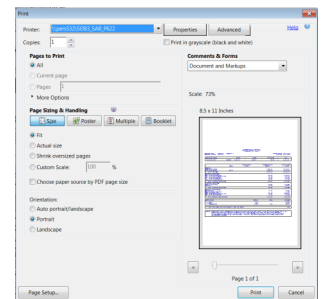 Print
Printer: \\pers532\SOB3_SAB_P622 Properties Advanced Help
Copies: 1 Print in grayscale (black and white)
Pages to Print
All
Current page
Pages 1
More Options
Page Sizing & Handling
Size Poster Multiple Booklet
Fit
Actual size
Shrink oversized pages
Custom Scale: 100 %
Choose paper source by PDF page size
Orientation:
Auto portrait/landscape
Portrait
Landscape
Comments & Forms
Document and Markups
Scale: 73%
8.5 x 11 Inches
< >
Page 1 of 1
Page Setup... Print Cancel